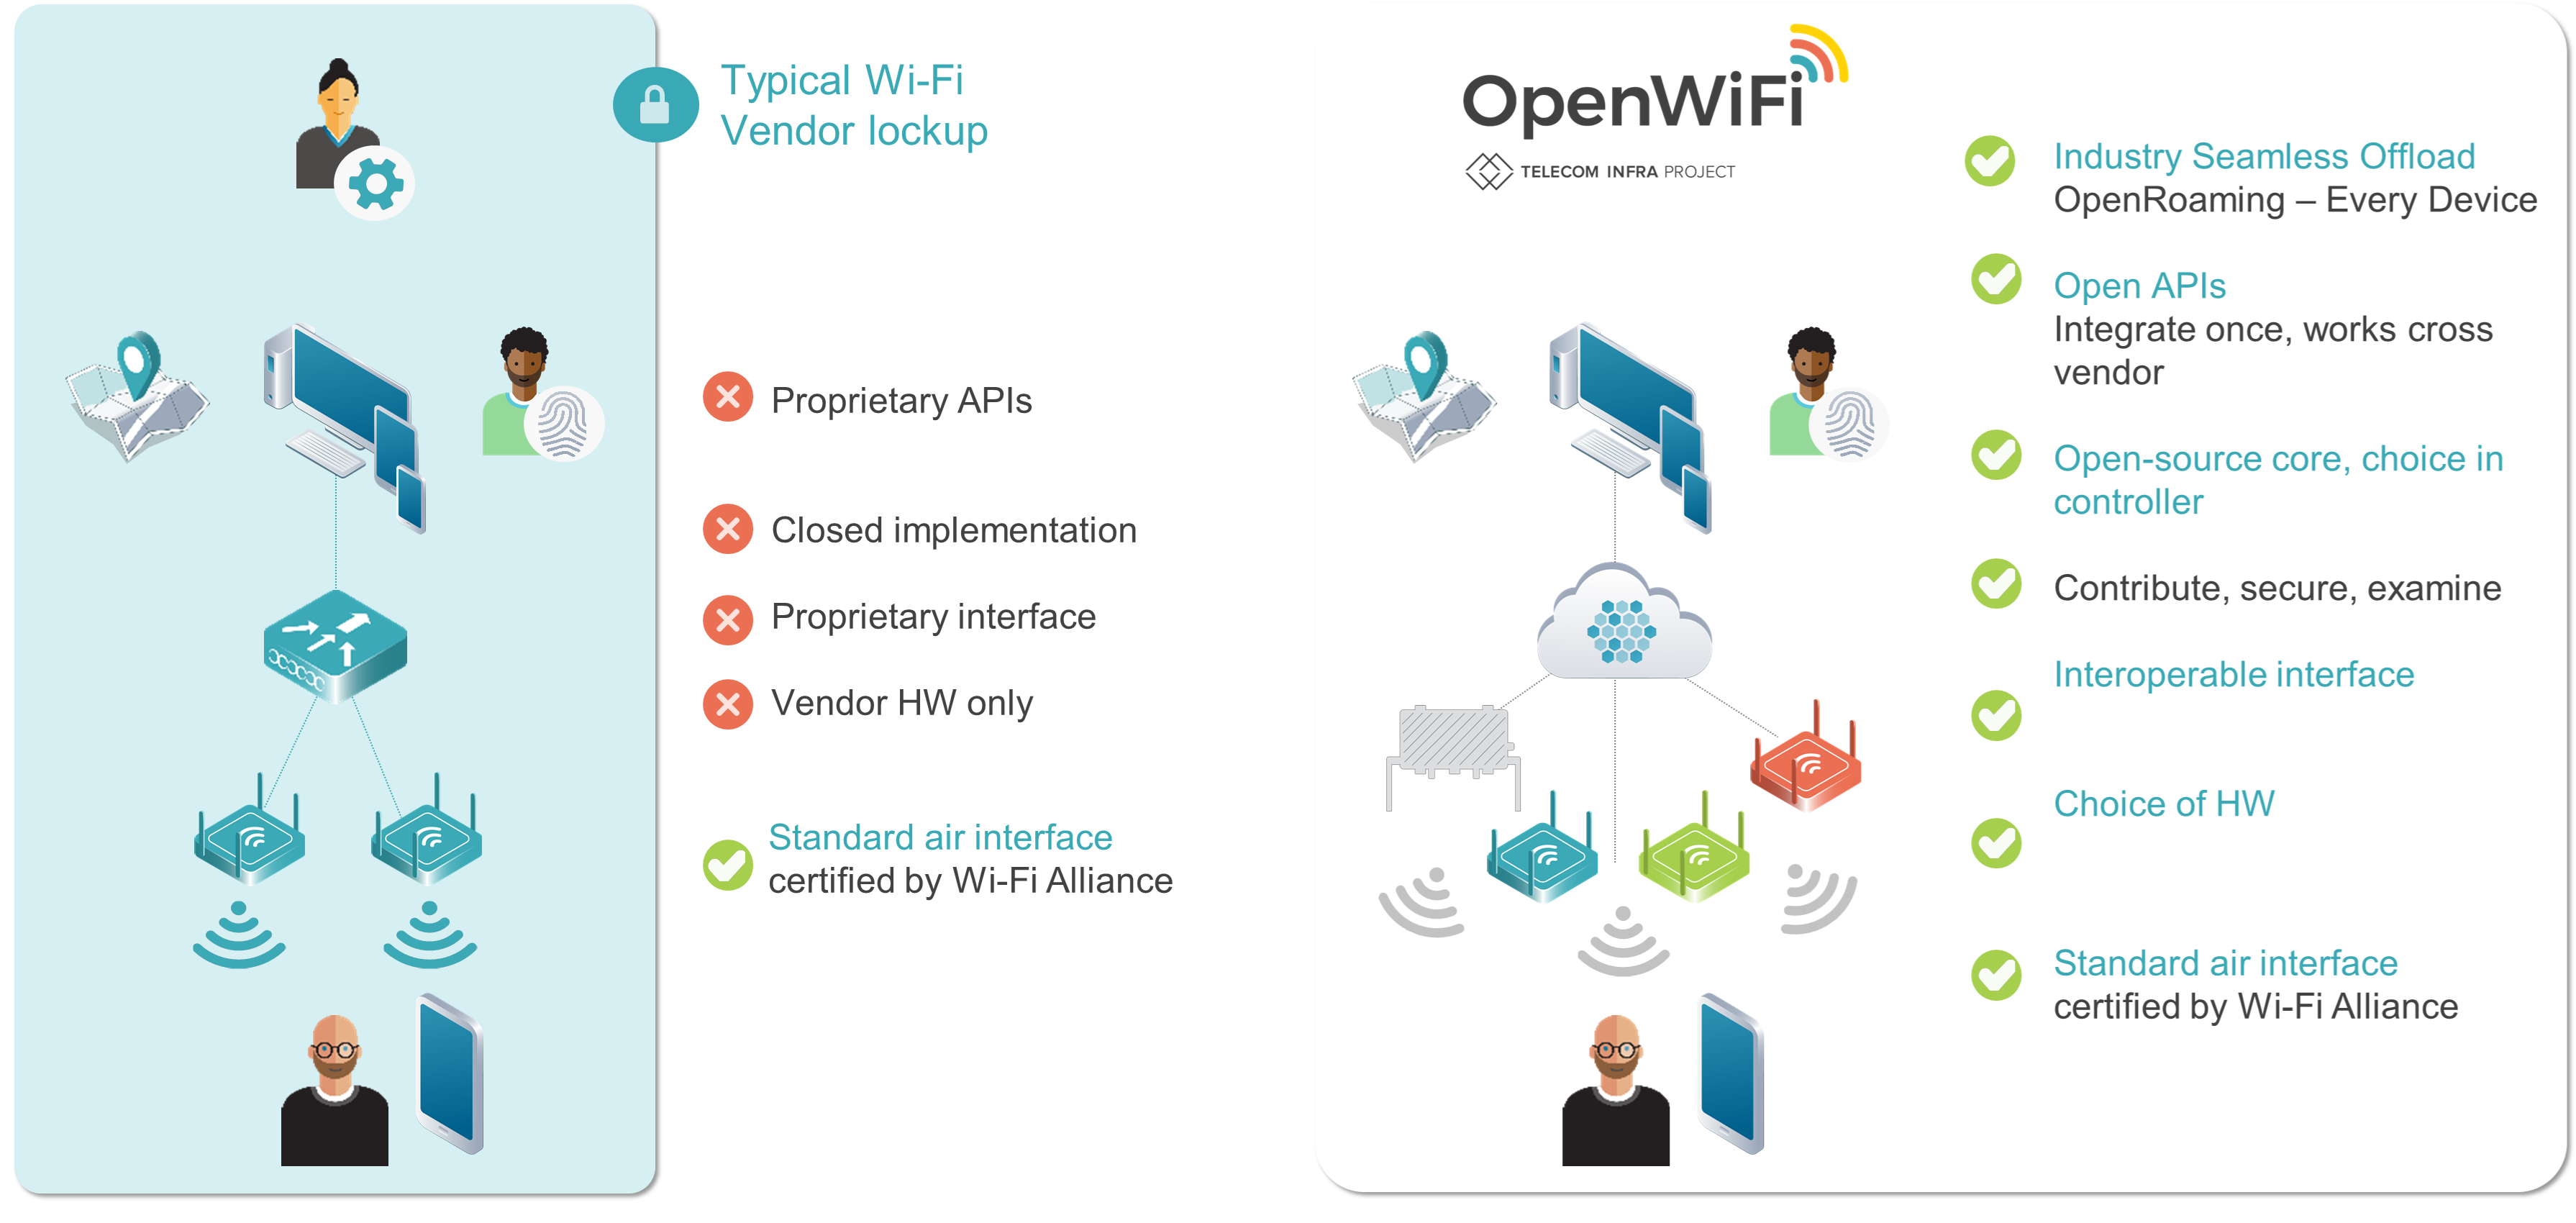 Typical Wi-Fi
Vendor lockup
Proprietary APIs
Closed implementation
Proprietary interface
Vendor HW only
Standard air interface
certified by Wi-Fi Alliance
OpenWiFi
TELECOM INFRA PROJECT
Industry Seamless Offload
OpenRoaming – Every Device
Open APIs
Integrate once, works cross
vendor
Open-source core, choice in
controller
Contribute, secure, examine
Interoperable interface
Choice of HW
Standard air interface
certified by Wi-Fi Alliance